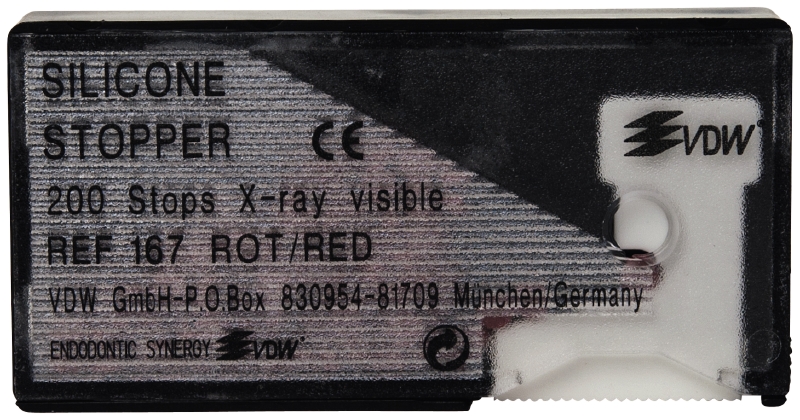 SILICONE
STOPPER CE
VDW
200 Stops X-ray visible
REF 167 ROT/RED
VDW GmbH-P.O.Box 830954-81709 München/Germany
ENDODONTIC SYNERGY VDW